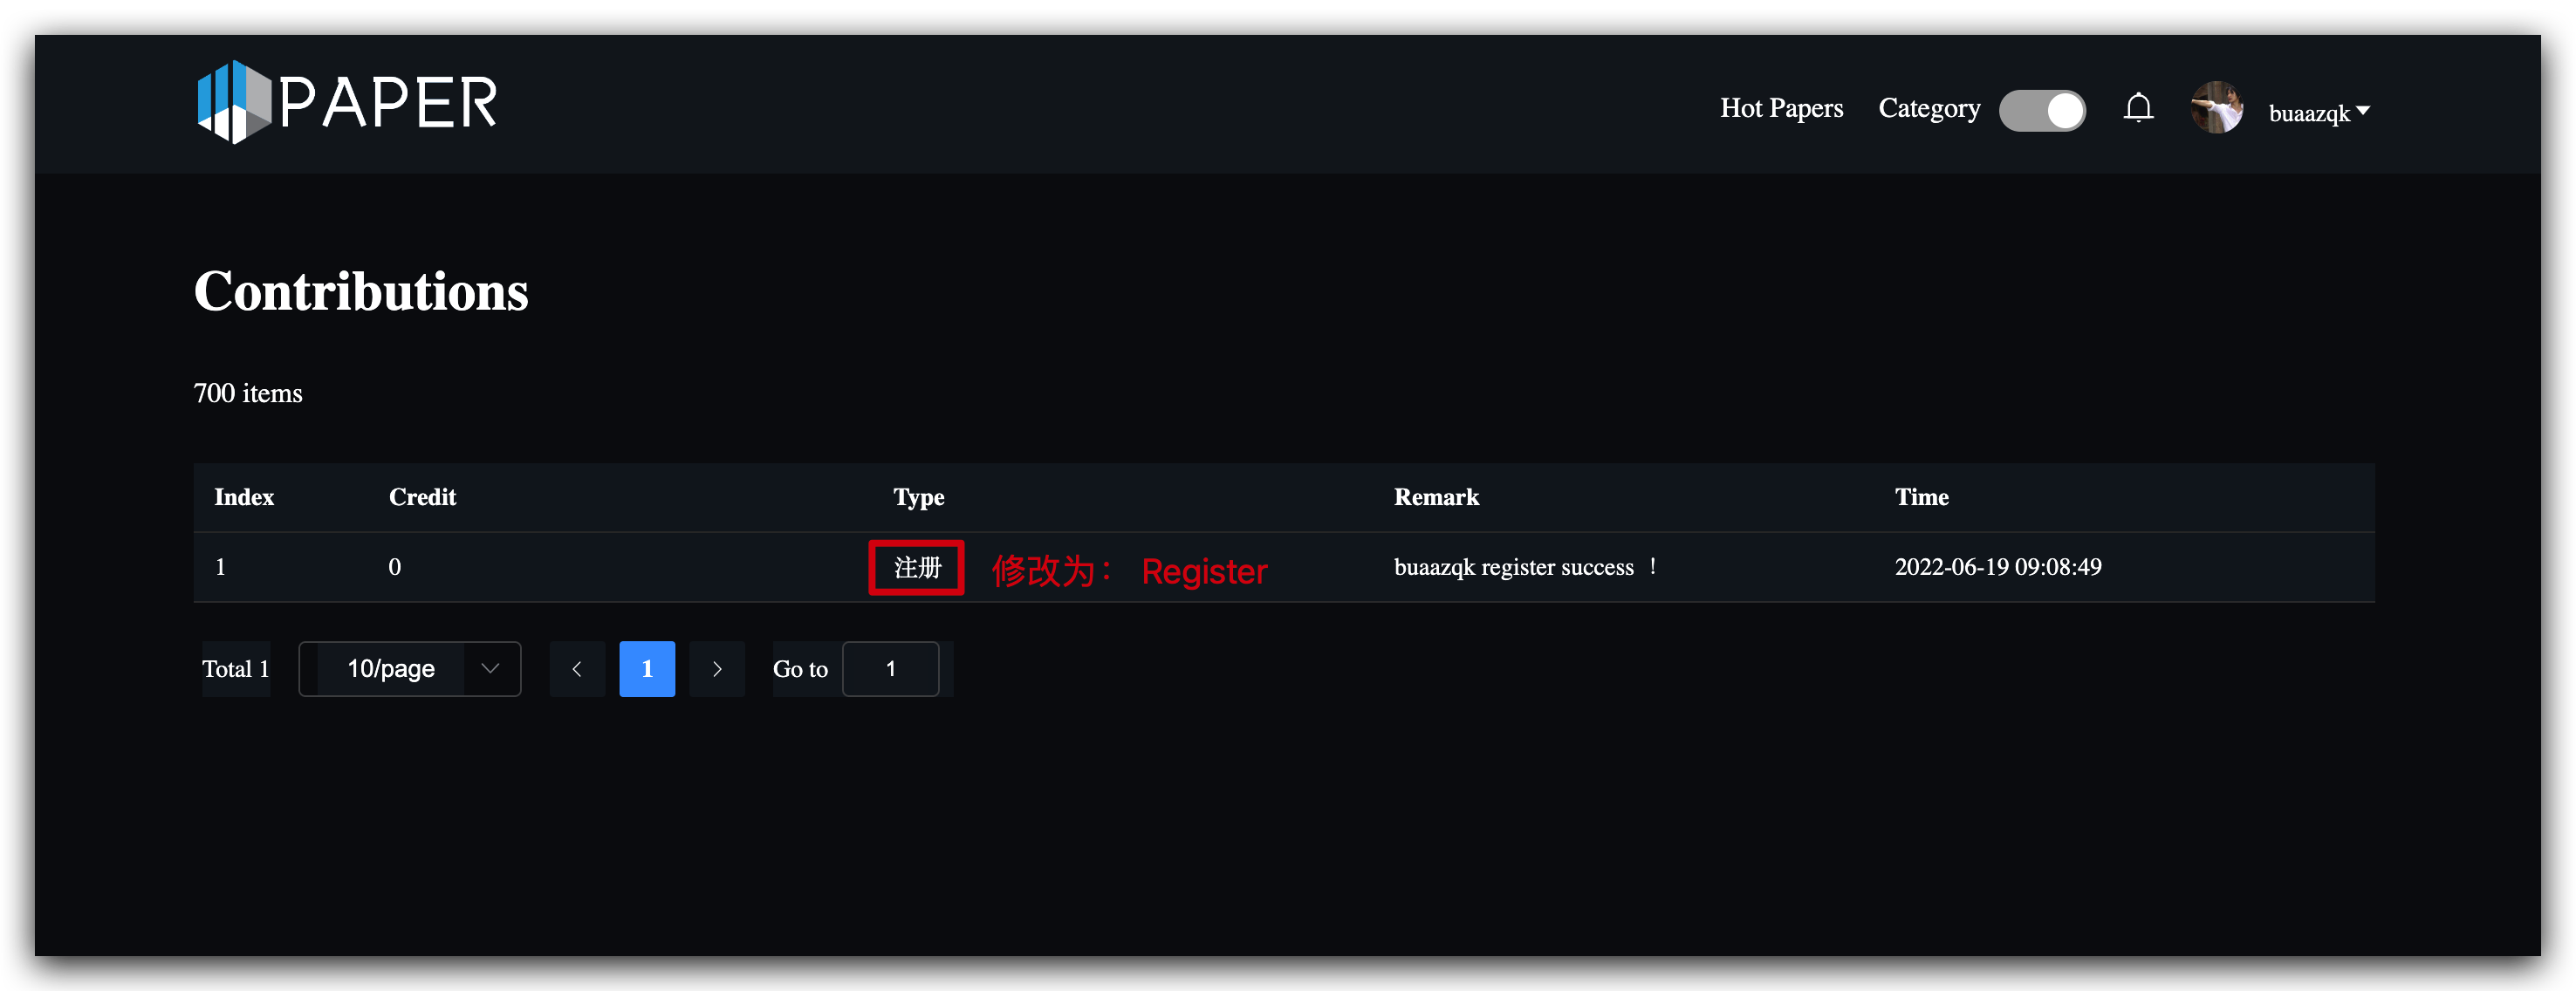 PAPER
Hot Papers Category buaazqk
Contributions
700 items
Index Credit Type Remark Time
1 0 注册 修改为： Register buaazqk register success ！ 2022-06-19 09:08:49
Total 1 10/page 1 Go to 1